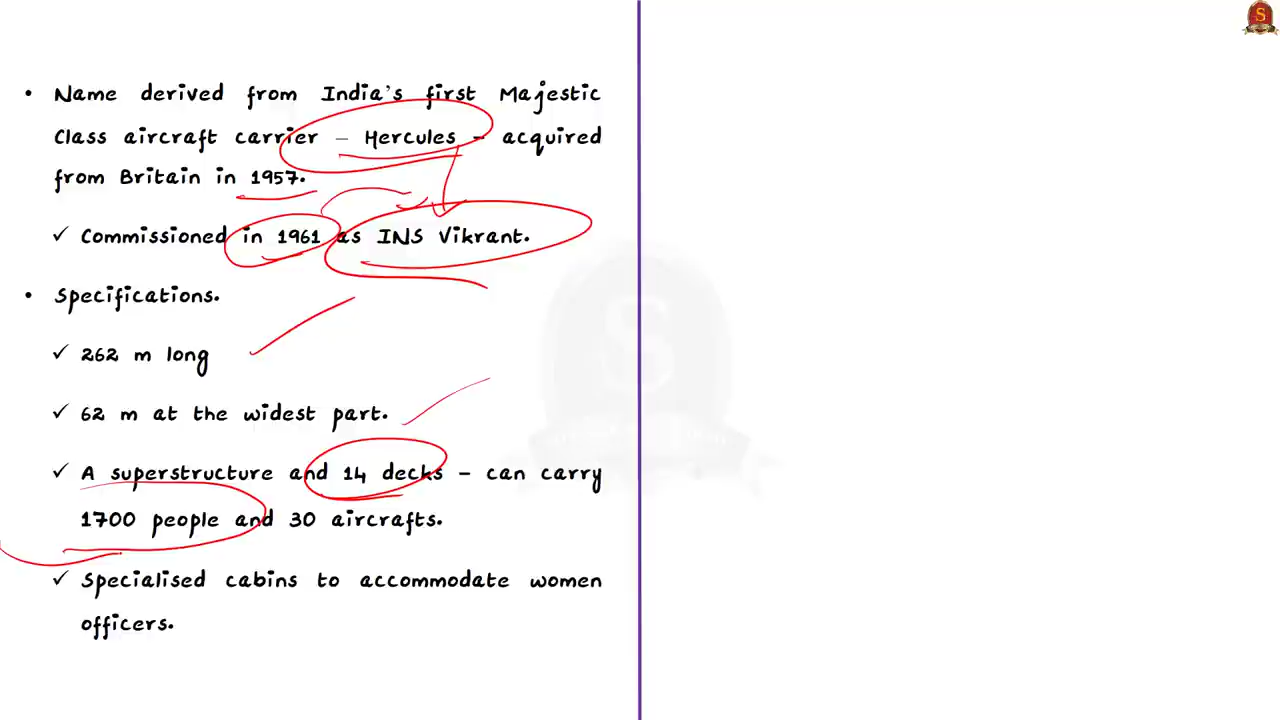 • Name derived from India's first Majestic
Class aircraft carrier – Hercules – acquired
from Britain in 1957.
✓ Commissioned in 1961 as INS Vikrant.
• Specifications.
✓ 262 m long
✓ 62 m at the widest part.
✓ A superstructure and 14 decks – can carry
1700 people and 30 aircrafts.
✓ Specialised cabins to accommodate women
officers.